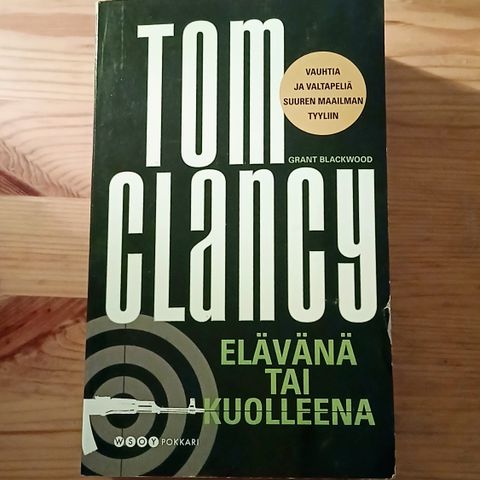 TOM
CLANCY
VAUHTIA
JA VALTAPELIÄ
SUUREN MAAILMAN
TYYLIIN
GRANT BLACKWOOD
ELÄVÄNÄ
TAI
KUOLLEENA
WSOY POKKARI